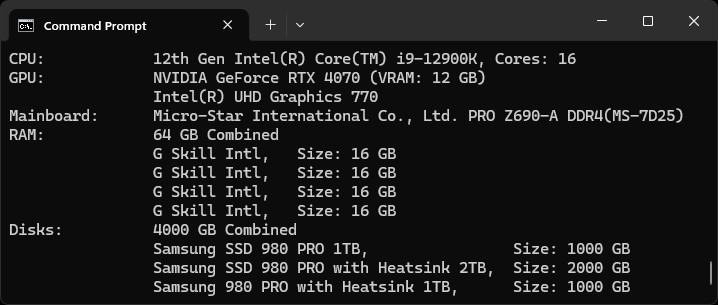 Command Prompt
CPU: 12th Gen Intel(R) Core(TM) i9-12900K, Cores: 16
GPU: NVIDIA GeForce RTX 4070 (VRAM: 12 GB)
Intel(R) UHD Graphics 770
Mainboard: Micro-Star International Co., Ltd. PRO Z690-A DDR4(MS-7D25)
RAM: 64 GB Combined
G Skill Intl, Size: 16 GB
G Skill Intl, Size: 16 GB
G Skill Intl, Size: 16 GB
G Skill Intl, Size: 16 GB
Disks: 4000 GB Combined
Samsung SSD 980 PRO 1TB, Size: 1000 GB
Samsung SSD 980 PRO with Heatsink 2TB, Size: 2000 GB
Samsung 980 PRO with Heatsink 1TB, Size: 1000 GB